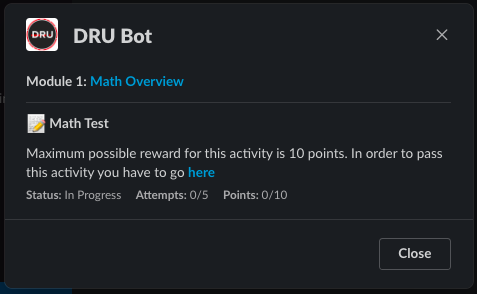 DRU
DRU Bot
Module 1: Math Overview
Math Test
Maximum possible reward for this activity is 10 points. In order to pass
this activity you have to go here
Status: In Progress Attempts: 0/5 Points: 0/10
Close